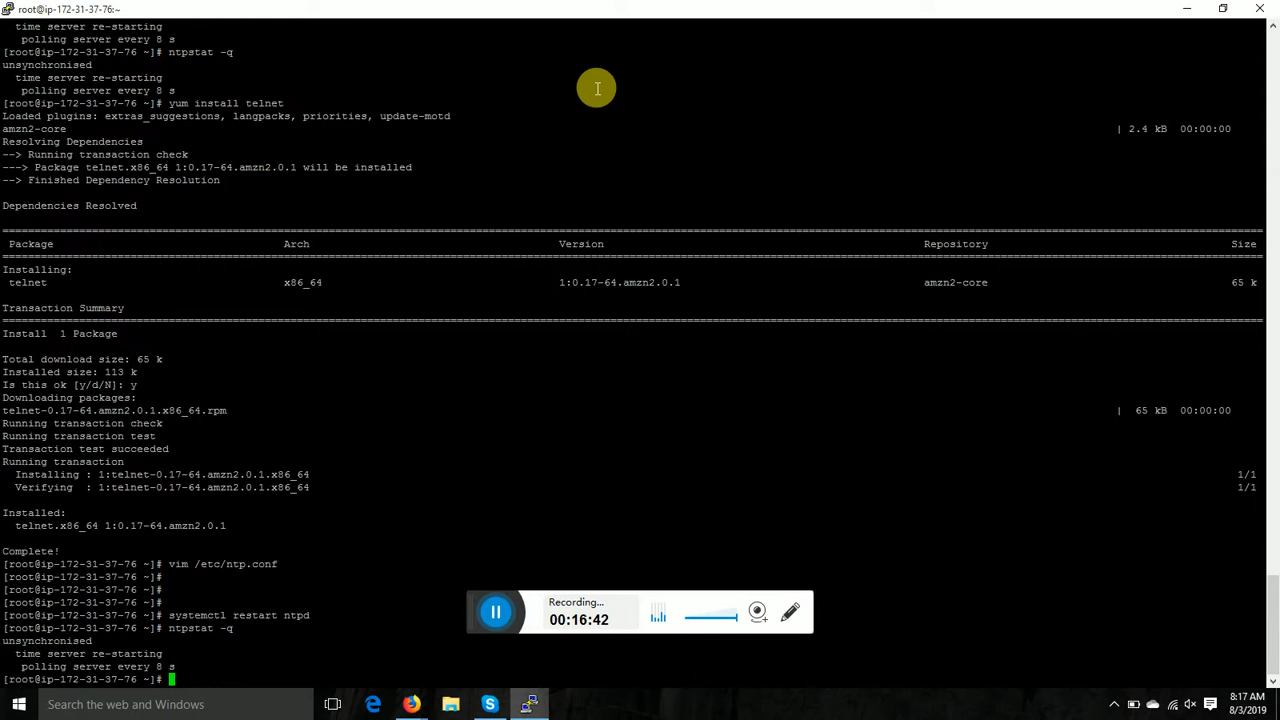 root@ip-172-31-37-76:~
time server re-starting
polling server every 8 s
[root@ip-172-31-37-76 ~]# ntpstat -q
unsynchronised
time server re-starting
polling server every 8 s
[root@ip-172-31-37-76 ~]# yum install telnet
Loaded plugins: extras_suggestions, langpacks, priorities, update-motd
amzn2-core | 2.4 kB 00:00:00
Resolving Dependencies
--> Running transaction check
---> Package telnet.x86_64 1:0.17-64.amzn2.0.1 will be installed
--> Finished Dependency Resolution
Dependencies Resolved
Package Arch Version Repository Size
Installing:
telnet x86_64 1:0.17-64.amzn2.0.1 amzn2-core 65 k
Transaction Summary
Install 1 Package
Total download size: 65 k
Installed size: 113 k
Is this ok [y/d/N]: y
Downloading packages:
telnet-0.17-64.amzn2.0.1.x86_64.rpm | 65 kB 00:00:00
Running transaction check
Running transaction test
Transaction test succeeded
Running transaction
Installing : 1:telnet-0.17-64.amzn2.0.1.x86_64 1/1
Verifying : 1:telnet-0.17-64.amzn2.0.1.x86_64 1/1
Installed:
telnet.x86_64 1:0.17-64.amzn2.0.1
Complete!
[root@ip-172-31-37-76 ~]# vim /etc/ntp.conf
[root@ip-172-31-37-76 ~]#
[root@ip-172-31-37-76 ~]#
[root@ip-172-31-37-76 ~]#
[root@ip-172-31-37-76 ~]# systemctl restart ntpd
[root@ip-172-31-37-76 ~]# ntpstat -q
unsynchronised
time server re-starting
polling server every 8 s
[root@ip-172-31-37-76 ~]#
Recording...
00:16:42
Search the web and Windows
8:17 AM
8/3/2019